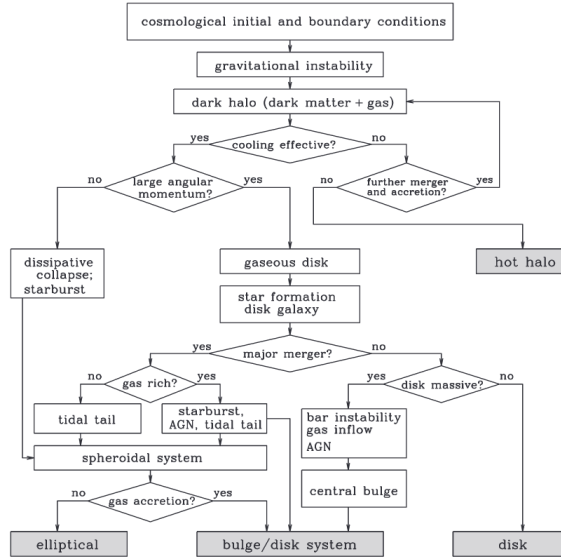 cosmological initial and boundary conditions
gravitational instability
dark halo (dark matter + gas)
yes
cooling effective?
no
no
large angular
momentum?
yes
no
further merger
and accretion?
yes
dissipative
collapse;
starburst
gaseous disk
hot halo
star formation
disk galaxy
yes
major merger?
no
no
gas rich?
yes
yes
disk massive?
no
tidal tail
starburst,
AGN, tidal tail
bar instability
gas inflow
AGN
spheroidal system
central bulge
no
gas accretion?
yes
elliptical
bulge/disk system
disk